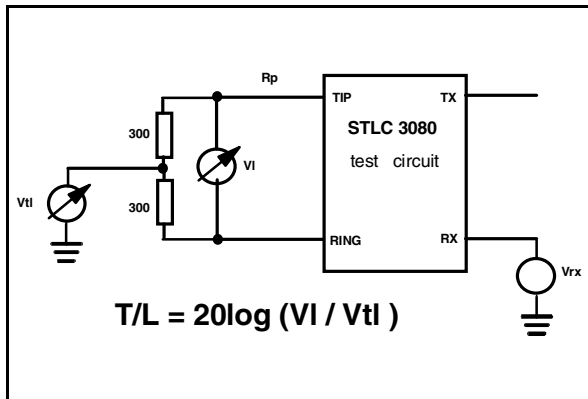 Rp
TIP
TX
300
STLC 3080
test circuit
Vl
Vtl
300
RING
RX
Vrx
T/L = 20log (Vl / Vtl )